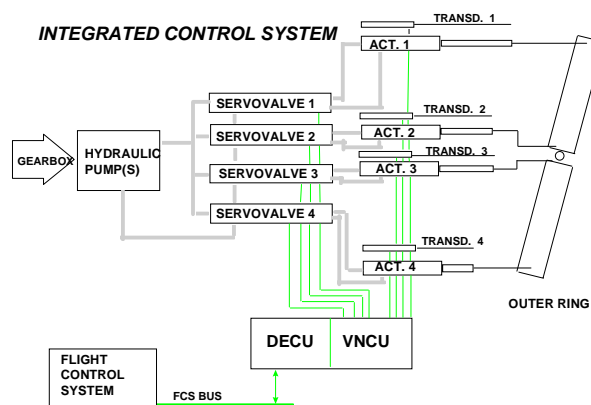 INTEGRATED CONTROL SYSTEM
TRANSD. 1
ACT. 1
SERVOVALVE 1
TRANSD. 2
SERVOVALVE 2
ACT. 2
GEARBOX
HYDRAULIC
PUMP(S)
TRANSD. 3
SERVOVALVE 3
ACT. 3
SERVOVALVE 4
TRANSD. 4
ACT. 4
OUTER RING
DECU
VNCU
FLIGHT
CONTROL
SYSTEM
FCS BUS